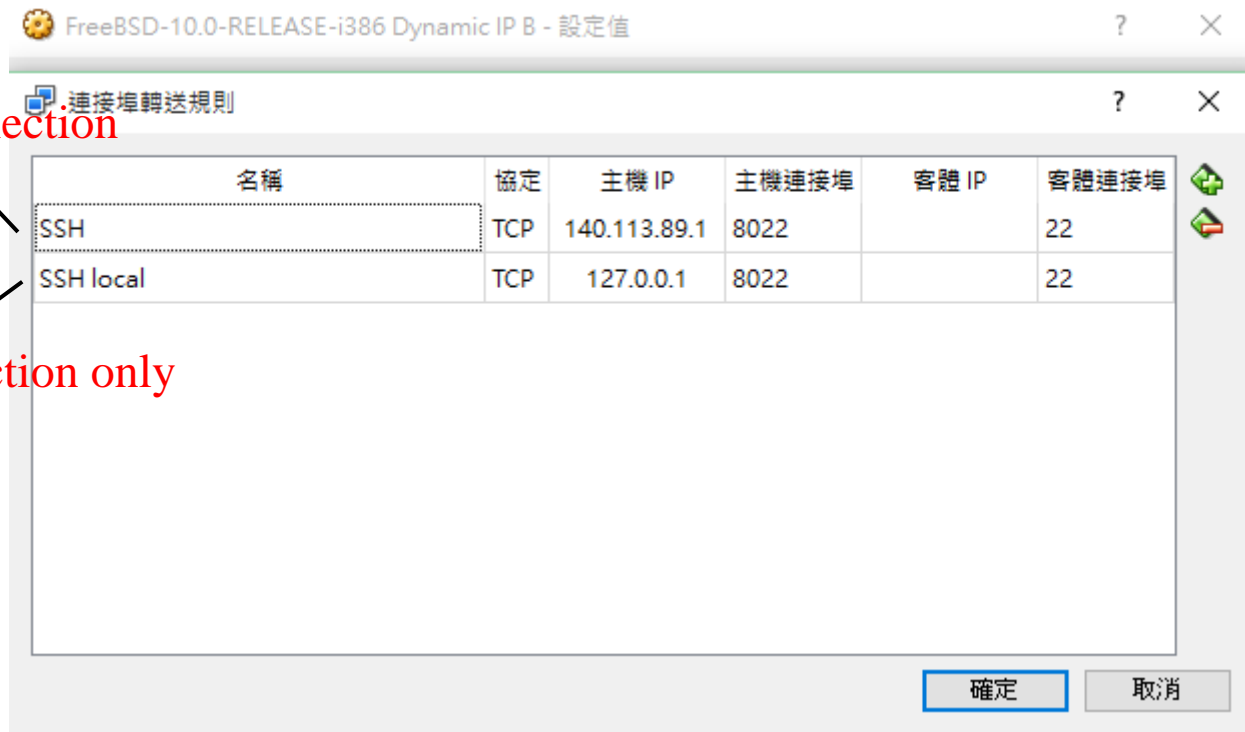 FreeBSD-10.0-RELEASE-i386 Dynamic IP B - 設定值 ?
連接埠轉送規則 ?
名稱 協定 主機 IP 主機連接埠 客體 IP 客體連接埠
SSH TCP 140.113.89.1 8022 22
SSH local TCP 127.0.0.1 8022 22
only
確定 取消